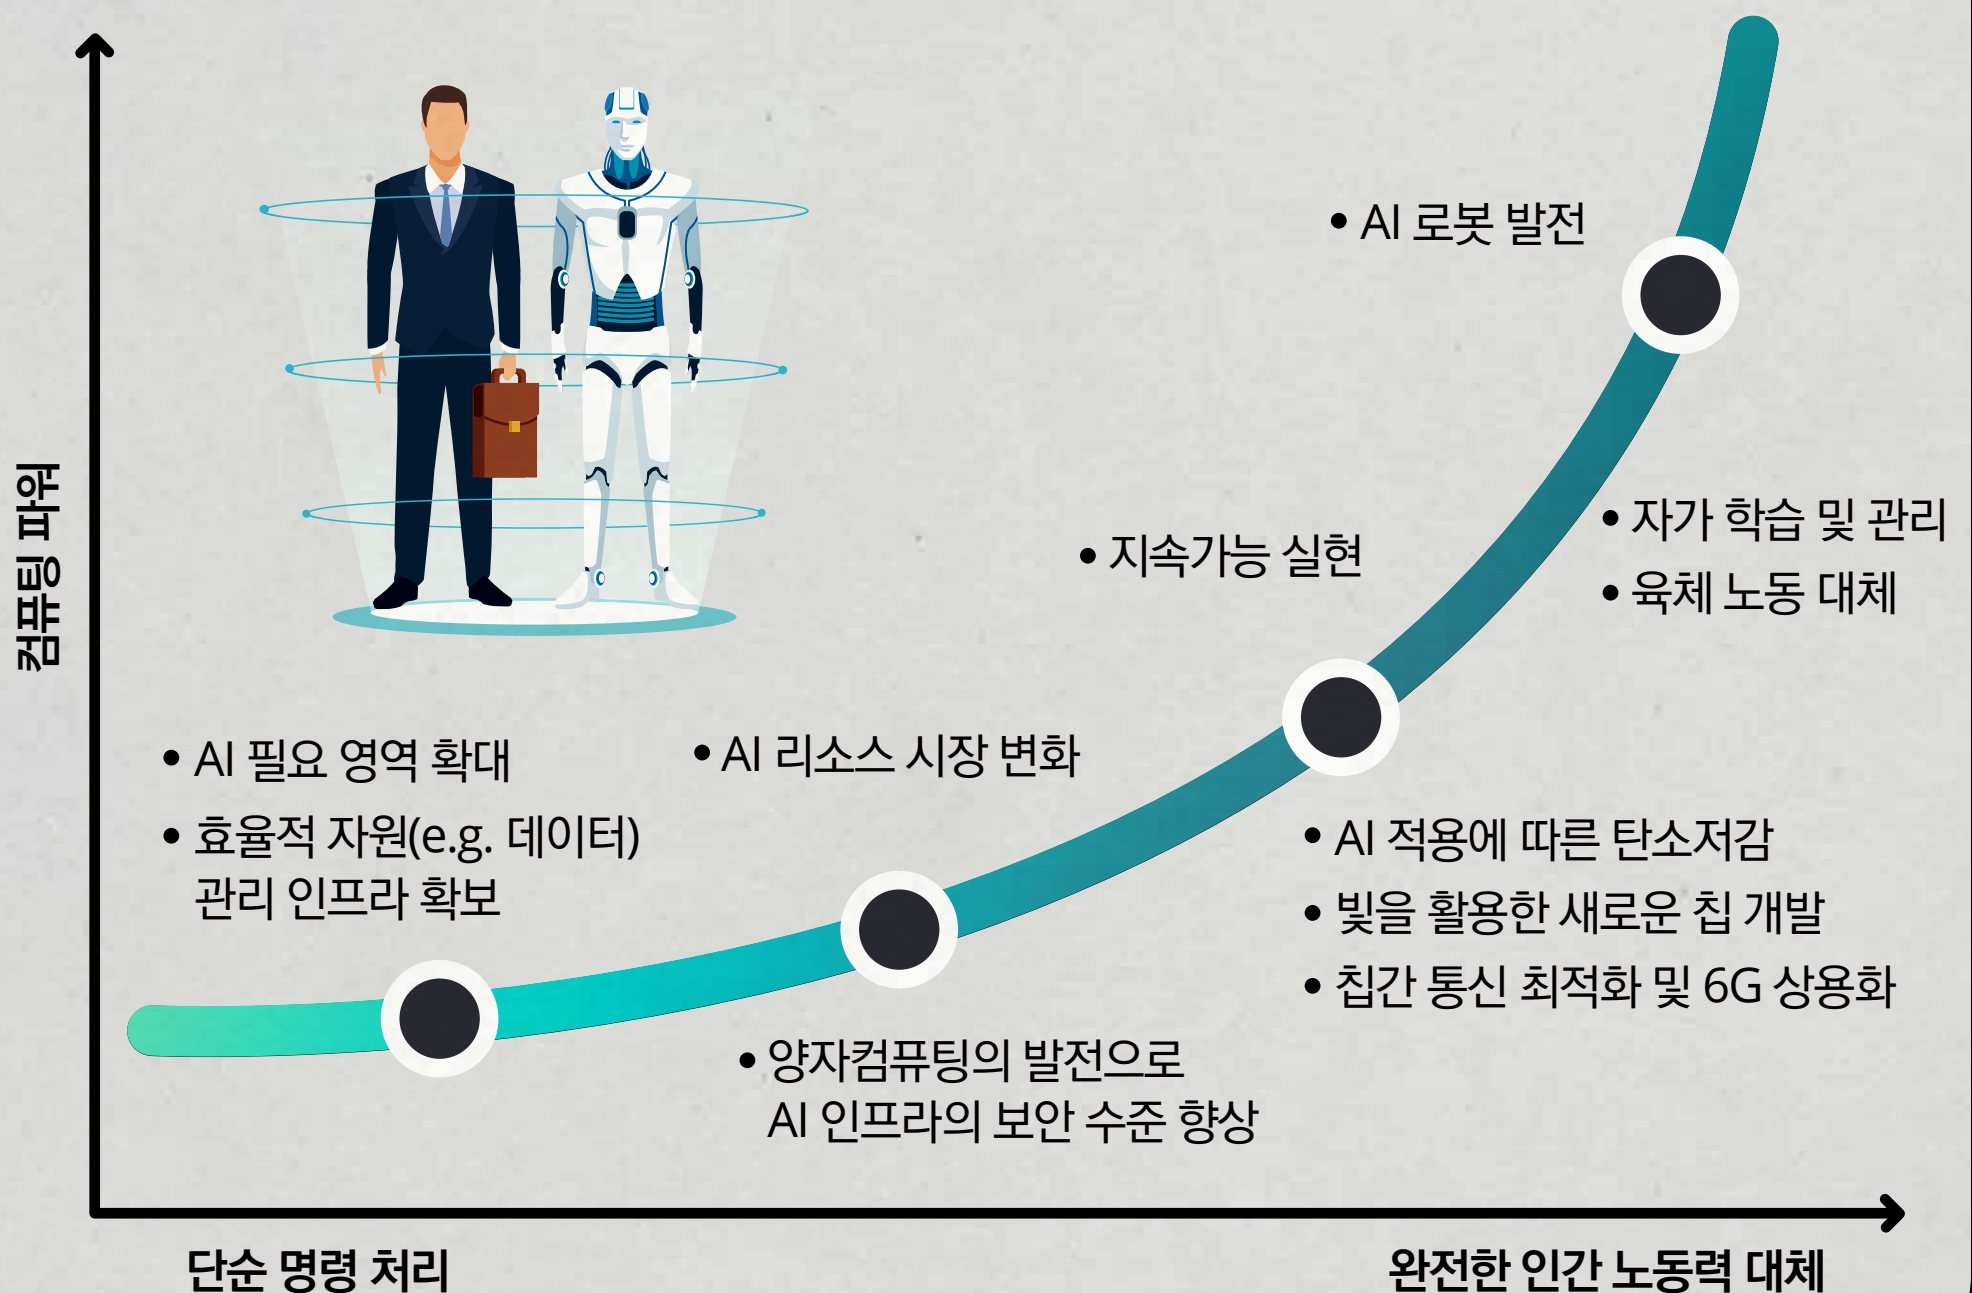 컴퓨팅 파워
• AI 필요 영역 확대
• 효율적 자원(e.g. 데이터)
관리 인프라 확보
• AI 리소스 시장 변화
• 양자컴퓨팅의 발전으로
AI 인프라의 보안 수준 향상
• 지속가능 실현
• AI 적용에 따른 탄소저감
• 빛을 활용한 새로운 칩 개발
• 칩간 통신 최적화 및 6G 상용화
• AI 로봇 발전
• 자가 학습 및 관리
• 육체 노동 대체
단순 명령 처리
완전한 인간 노동력 대체